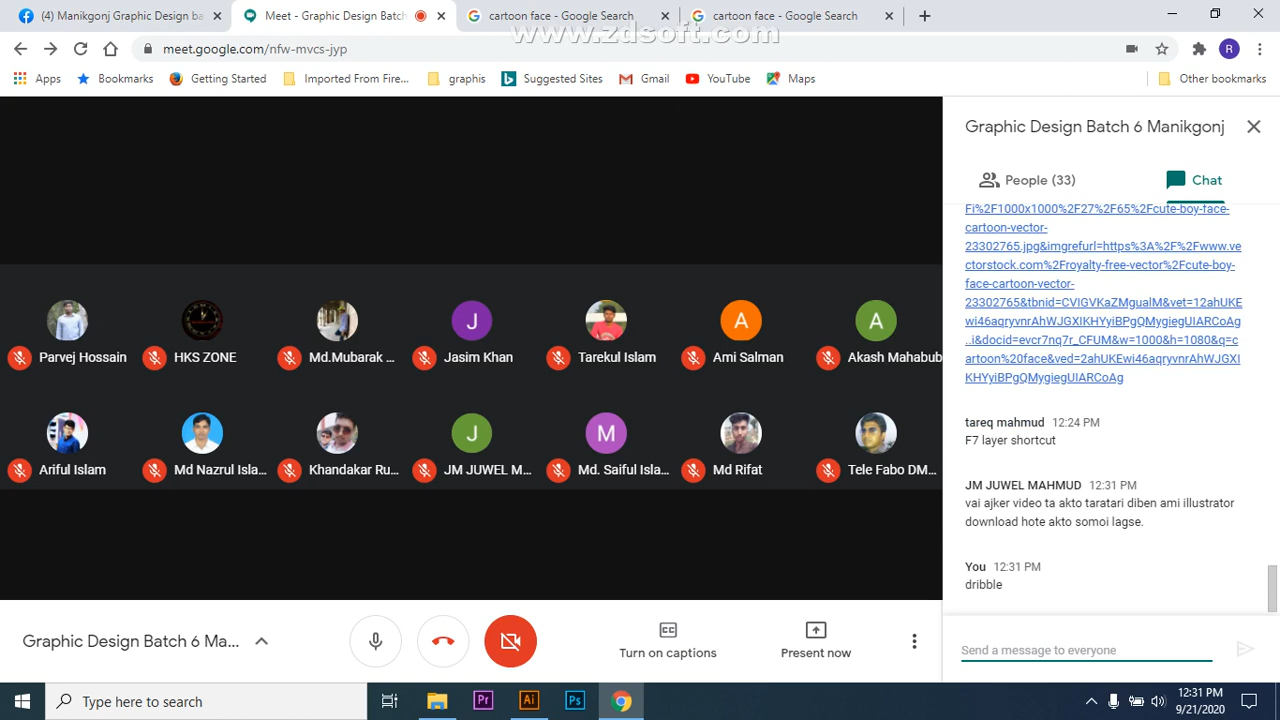 (4) Manikgonj Graphic Design ba
Meet - Graphic Design Batch
cartoon face - Google Search
cartoon face - Google Search
www.zdsoft.com
meet.google.com/nfw-mvcs-jyp
R
Apps
Bookmarks
Getting Started
Imported From Fire...
graphis
Suggested Sites
Gmail
YouTube
Maps
Other bookmarks
Graphic Design Batch 6 Manikgonj
People (33)
Chat
Fi%2F1000x1000%2F27%2F65%2Fcute-boy-face-
cartoon-vector-
23302765.jpg&imgrefurl=https%3A%2F%2Fwww.ve
ctorstock.com%2Froyalty-free-vector%2Fcute-boy-
face-cartoon-vector-
23302765&tbnid=CVIGVKaZMgualM&vet=12ahUKE
wi46aqryvnrAhWJGXIKHYyiBPgQMygiegUIARCoAg
..i&docid=evcr7nq7r_CFUM&w=1000&h=1080&q=c
artoon%20face&ved=2ahUKEwi46aqryvnrAhWJGXI
KHYyiBPgQMygiegUIARCoAg
tareq mahmud 12:24 PM
F7 layer shortcut
JM JUWEL MAHMUD 12:31 PM
vai ajker video ta akto taratari diben ami illustrator
download hote akto somoi lagse.
You 12:31 PM
dribble
Send a message to everyone
J
A
A
Parvej Hossain
HKS ZONE
Md.Mubarak ...
Jasim Khan
Tarekul Islam
Ami Salman
Akash Mahabub
J
M
Ariful Islam
Md Nazrul Isla...
Khandakar Ru...
JM JUWEL M...
Md. Saiful Isla...
Md Rifat
Tele Fabo DM...
Graphic Design Batch 6 Ma...
Turn on captions
Present now
Type here to search
Pr
Ai
Ps
12:31 PM
9/21/2020